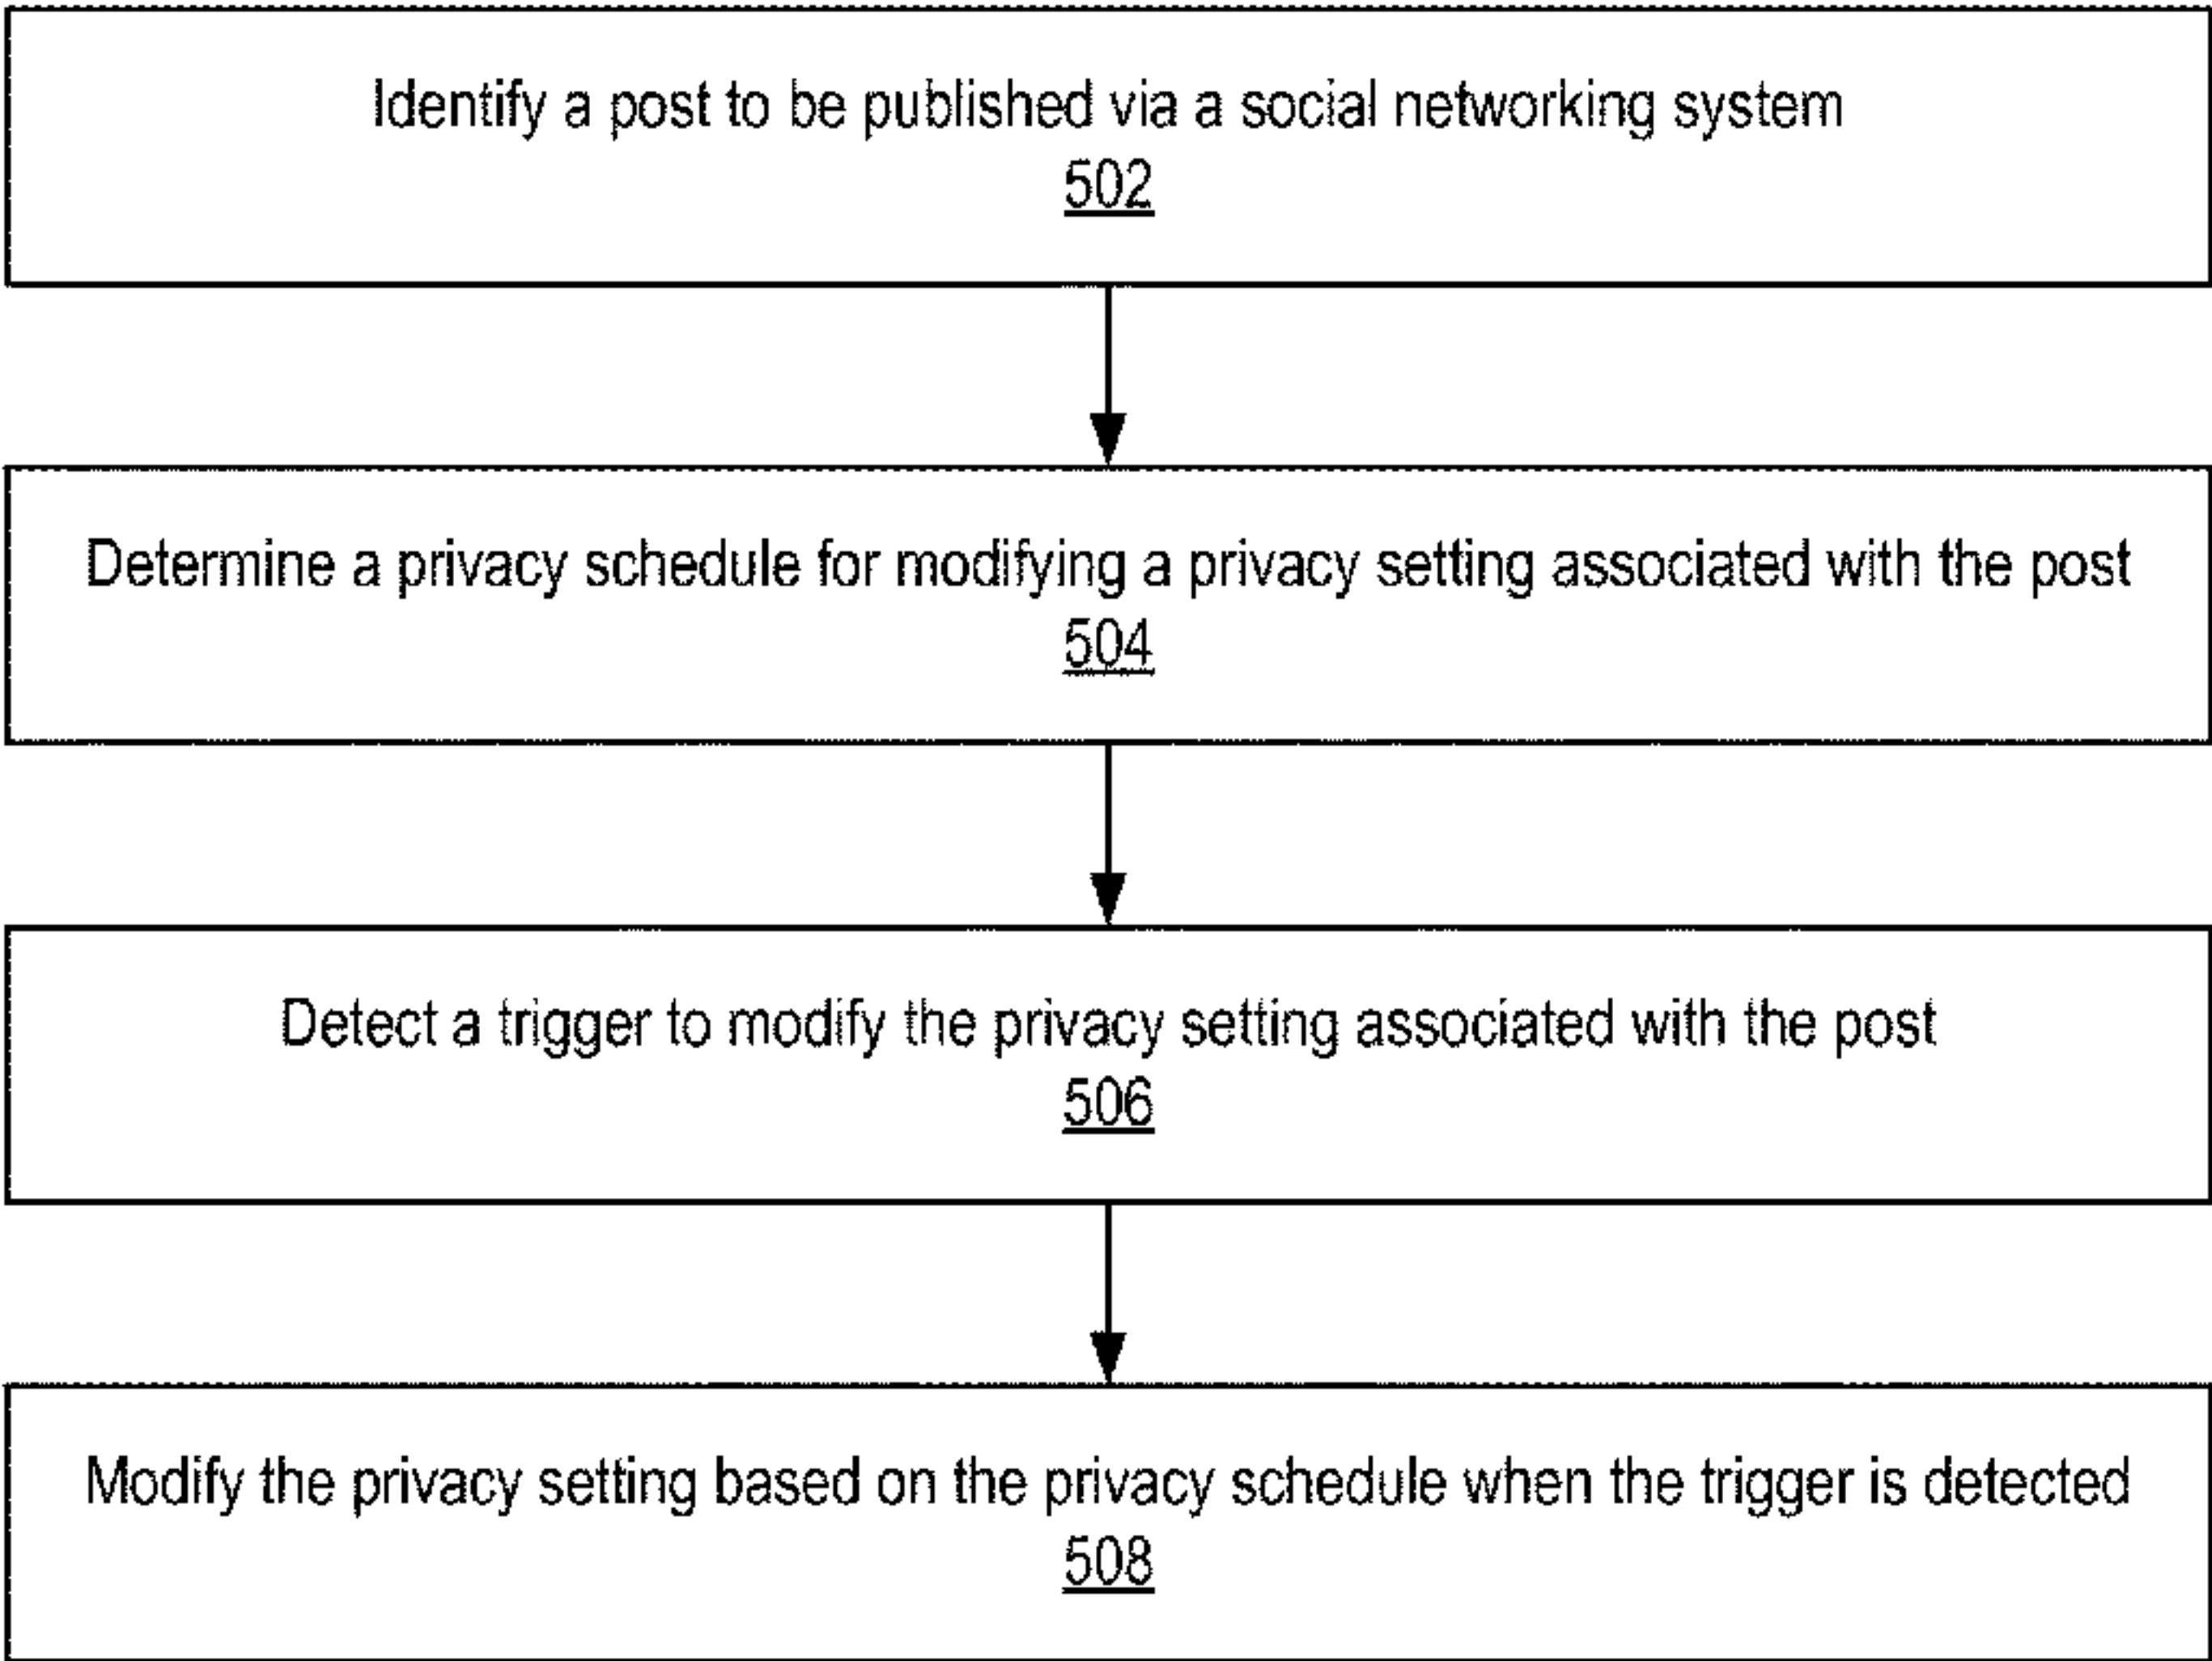 Identify a post to be published via a social networking system
502
Determine a privacy schedule for modifying a privacy setting associated with the post
504
Detect a trigger to modify the privacy setting associated with the post
506
Modify the privacy setting based on the privacy schedule when the trigger is detected
508